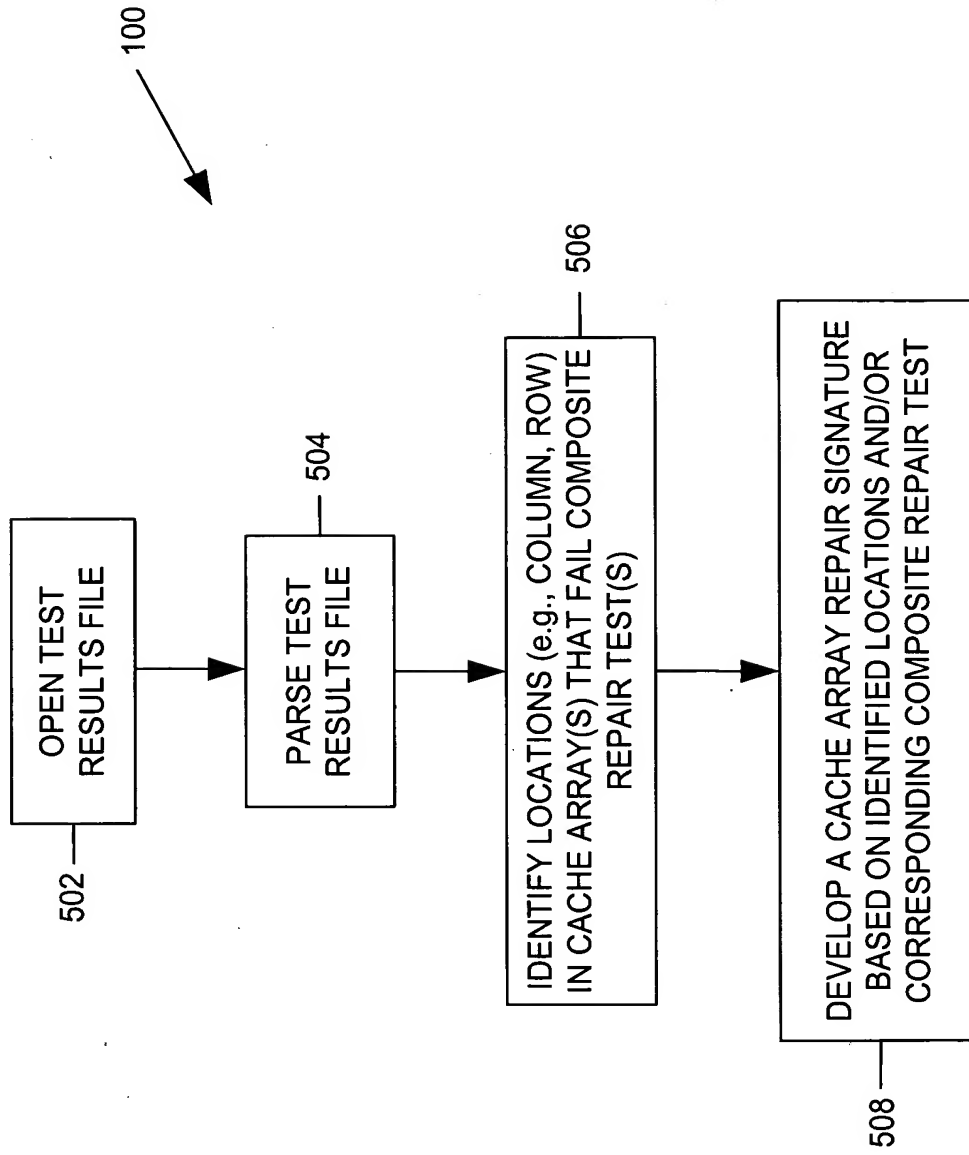 100
502
OPEN TEST
RESULTS FILE
504
PARSE TEST
RESULTS FILE
506
IDENTIFY LOCATIONS (e.g., COLUMN, ROW)
IN CACHE ARRAY(S) THAT FAIL COMPOSITE
REPAIR TEST(S)
508
DEVELOP A CACHE ARRAY REPAIR SIGNATURE
BASED ON IDENTIFIED LOCATIONS AND/OR
CORRESPONDING COMPOSITE REPAIR TEST